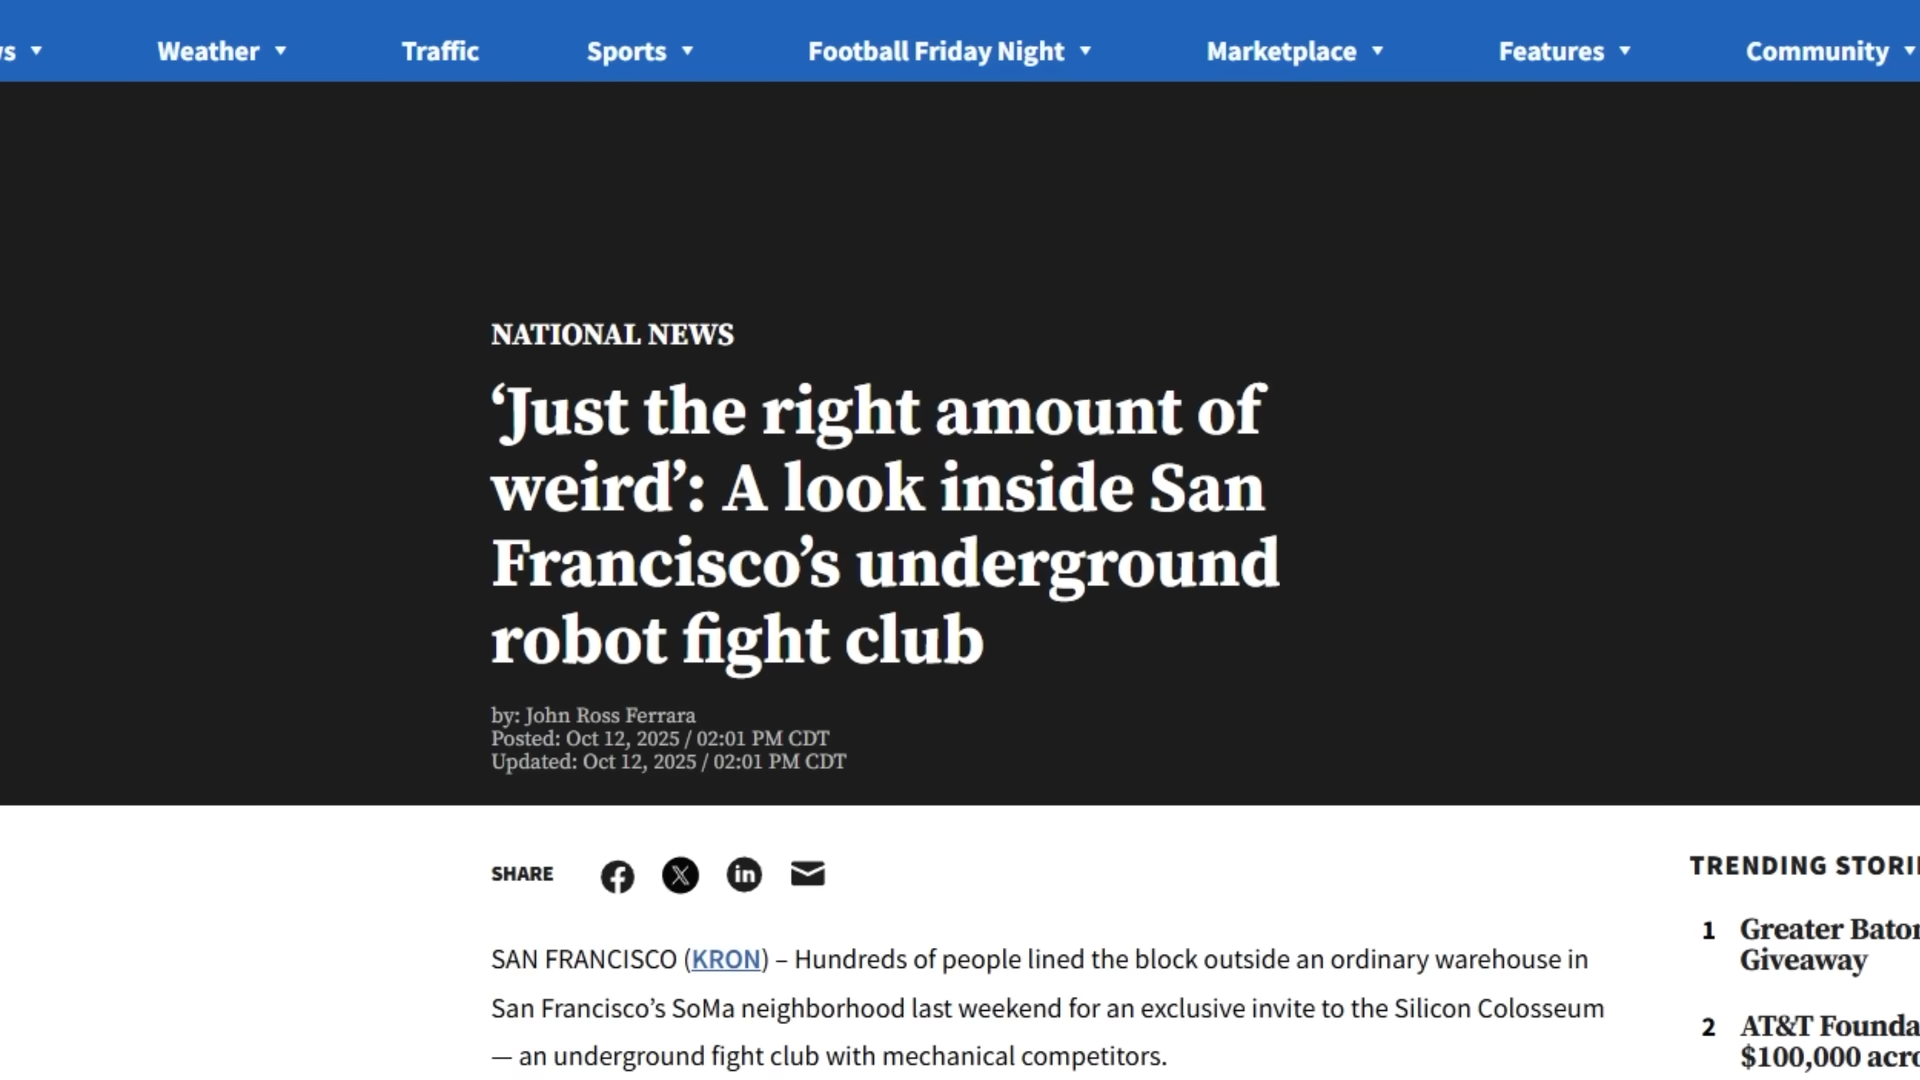 Weather
Traffic
Sports
Football Friday Night
Marketplace
Features
Community
NATIONAL NEWS
‘Just the right amount of
weird’: A look inside San
Francisco’s underground
robot fight club
by: John Ross Ferrara
Posted: Oct 12, 2025 / 02:01 PM CDT
Updated: Oct 12, 2025 / 02:01 PM CDT
SHARE
SAN FRANCISCO (KRON) – Hundreds of people lined the block outside an ordinary warehouse in
San Francisco’s SoMa neighborhood last weekend for an exclusive invite to the Silicon Colosseum
— an underground fight club with mechanical competitors.
TRENDING
1 Greater
Giveaway
2 AT&T
$100,000